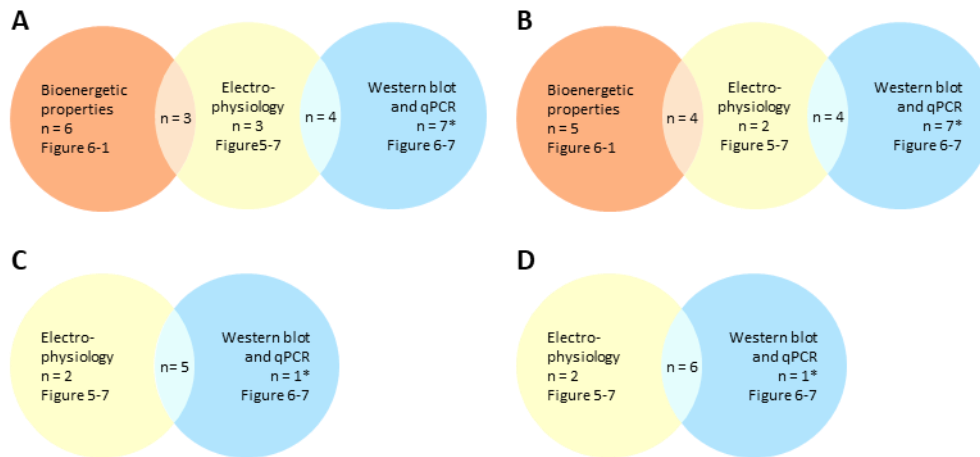 A
Bioenergetic
properties
n = 6
Figure 6-1
n = 3
Electro-
physiology
n = 3
Figure5-7
n = 4
Western blot
and qPCR
n = 7*
Figure 6-7
B
Bioenergetic
properties
n = 5
Figure 6-1
n = 4
Electro-
physiology
n = 2
Figure 5-7
n = 4
Western blot
and qPCR
n = 7*
Figure 6-7
C
Electro-
physiology
n = 2
Figure 5-7
n = 5
Western blot
and qPCR
n = 1*
Figure 6-7
D
Electro-
physiology
n = 2
Figure 5-7
n = 6
Western blot
and qPCR
n = 1*
Figure 6-7